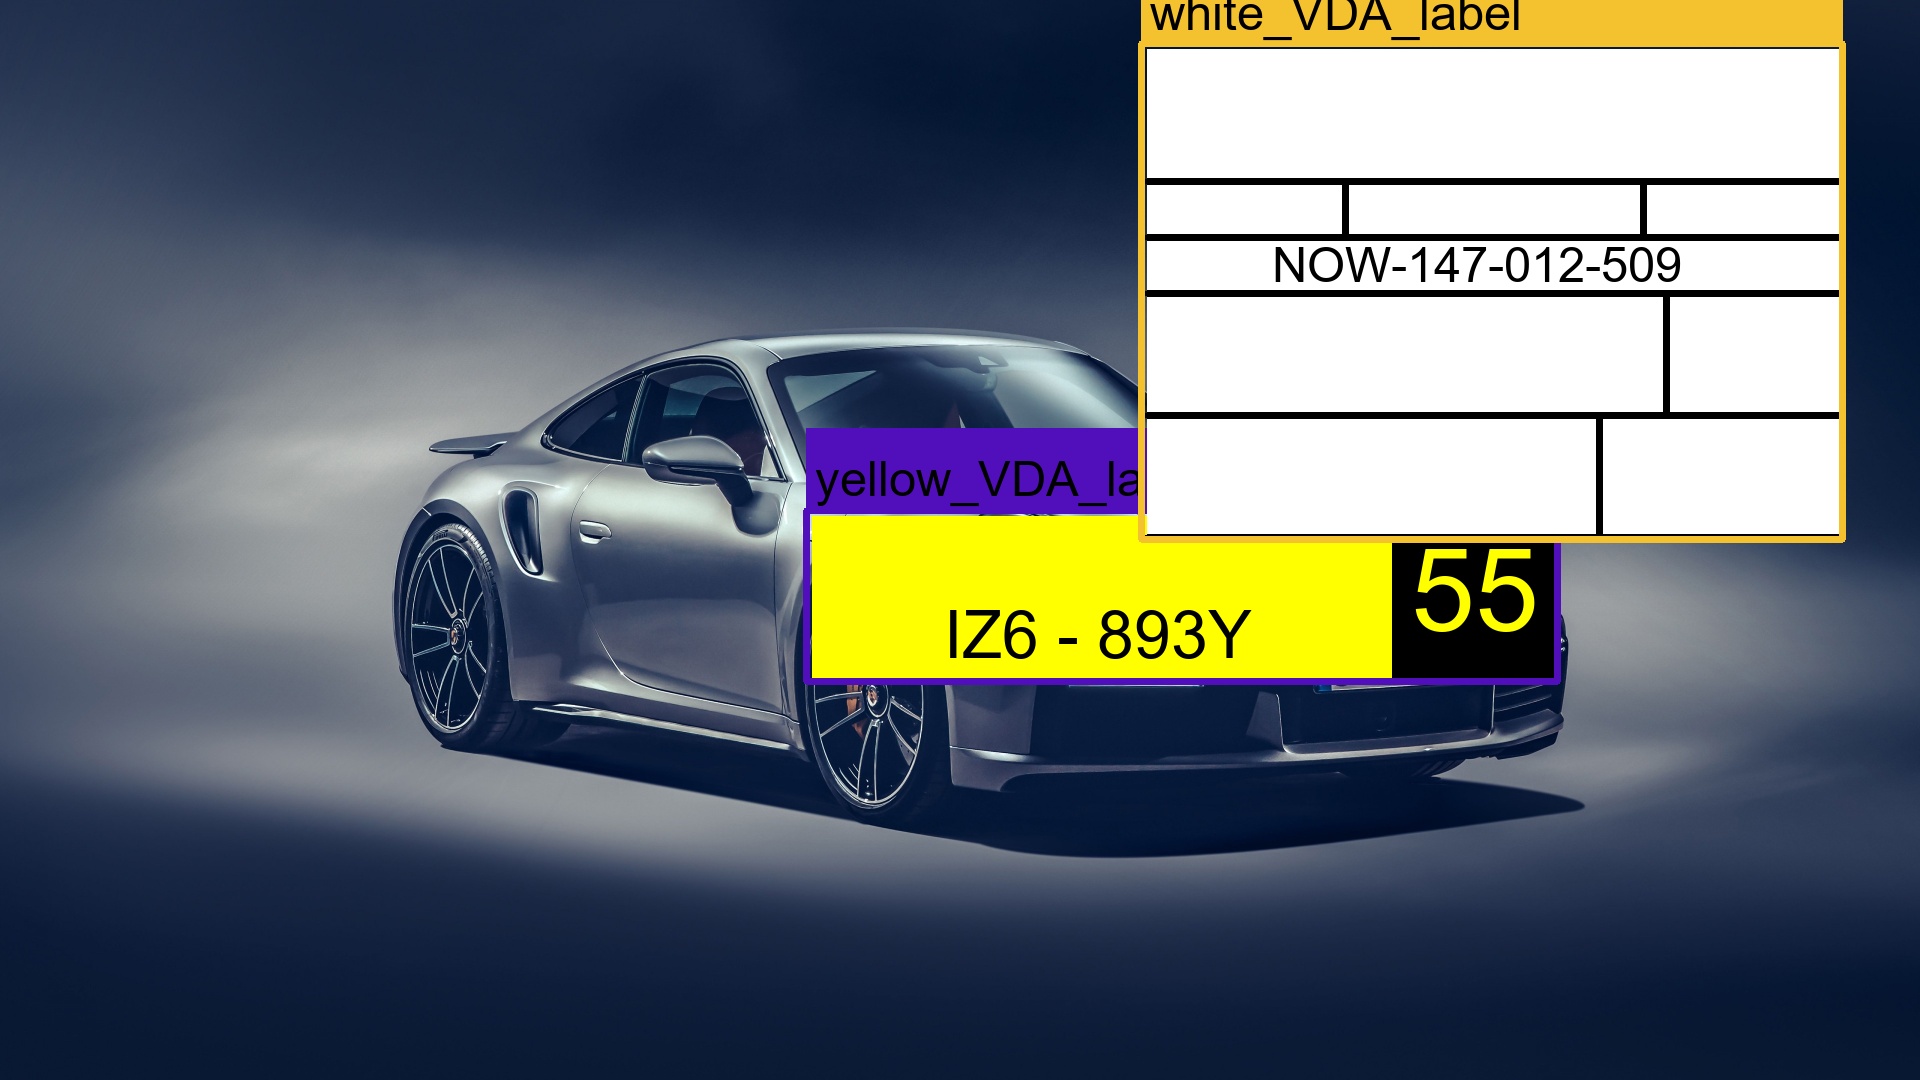 white_VDA_label
NOW-147-012-509
yellow_VDA_la
55
IZ6 - 893Y